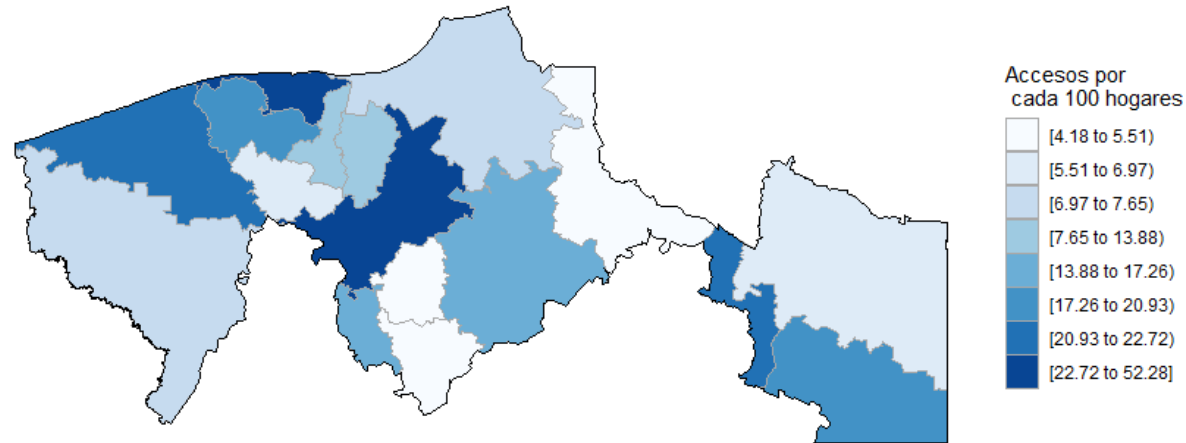 Accesos por
cada 100 hogares
[4.18 to 5.51)
[5.51 to 6.97)
[6.97 to 7.65)
[7.65 to 13.88)
[13.88 to 17.26)
[17.26 to 20.93)
[20.93 to 22.72)
[22.72 to 52.28]